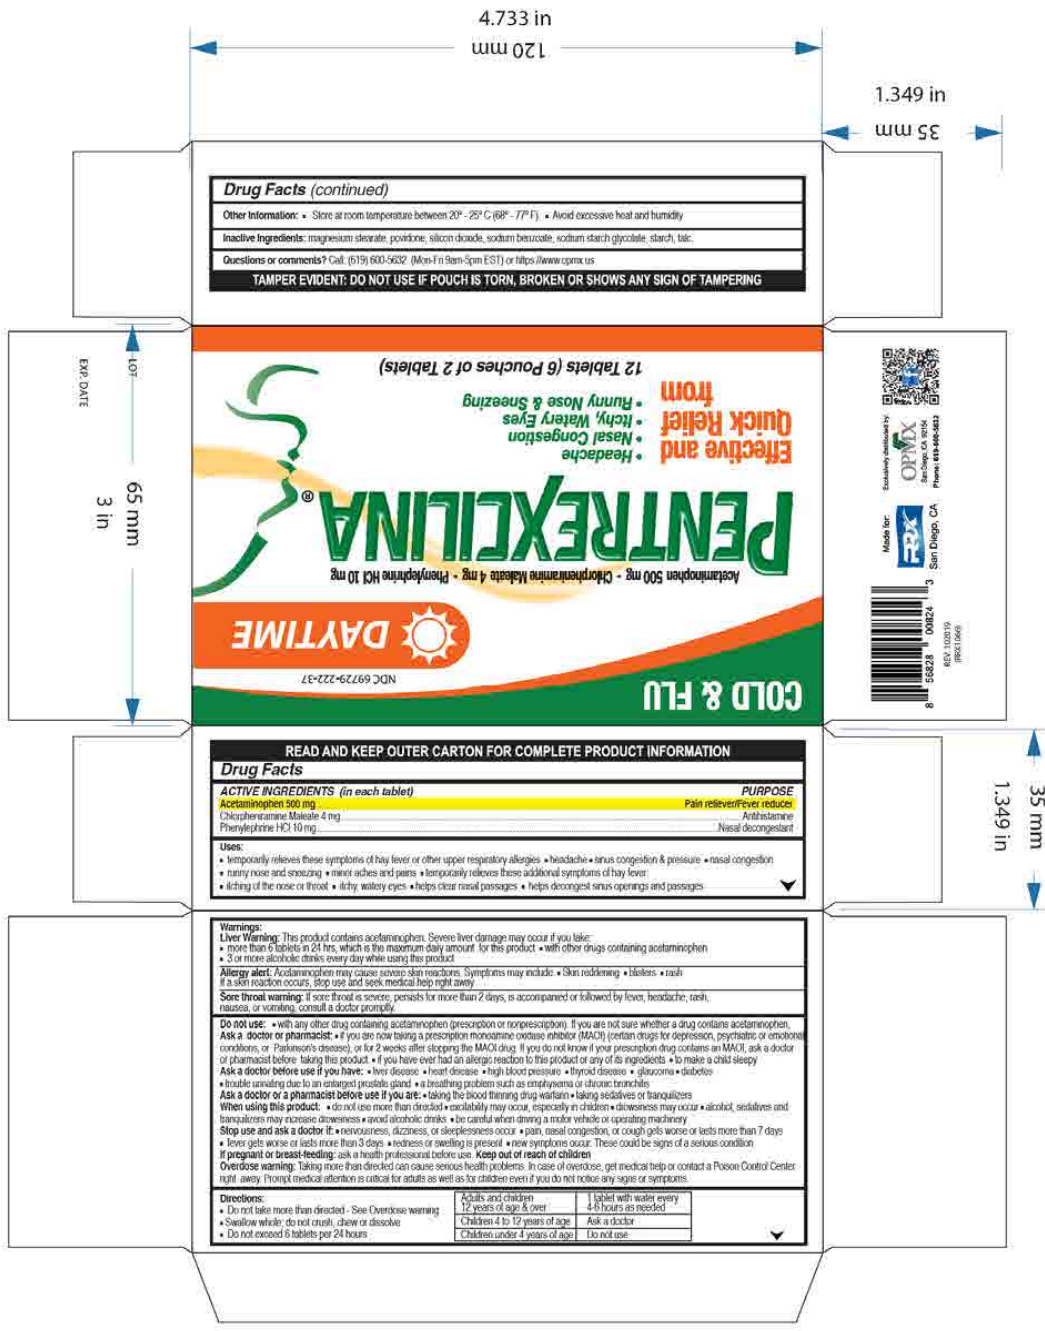 4.733 in
120 mm
1.349 in
35 mm
Drug Facts (continued)
Other Information: ▪ Store at room temperature between 20° - 25° C (68° - 77° F) ▪ Avoid excessive heat and humidity
Inactive Ingredients: magnesium stearate, povidone, silicon dioxide, sodium benzoate, sodium starch glycolate, starch, talc.
Questions or comments? Call: (619) 600-5632 (Mon-Fri 9am-5pm EST) or https://www.opmx.us
TAMPER EVIDENT: DO NOT USE IF POUCH IS TORN, BROKEN OR SHOWS ANY SIGN OF TAMPERING
LOT
EXP. DATE
65 mm
3 in
COLD & FLU
NDC 69729-222-37
DAYTIME
Acetaminophen 500 mg - Chlorpheniramine Maleate 4 mg - Phenylephrine HCl 10 mg
PENTREXCILINA®
Effective and
Quick Relief
from
• Headache
• Nasal Congestion
• Itchy, Watery Eyes
• Runny Nose & Sneezing
12 Tablets (6 Pouches of 2 Tablets)
Exclusively distributed by:
OPMX
San Diego, CA 92154
Phone: 619-600-5632
Made for:
San Diego, CA
8 56828 00824 3
REV. 102019
(RRX1066)
35 mm
1.349 in
READ AND KEEP OUTER CARTON FOR COMPLETE PRODUCT INFORMATION
Drug Facts
ACTIVE INGREDIENTS (in each tablet) PURPOSE
Acetaminophen 500 mg Pain reliever/Fever reducer
Chlorpheniramine Maleate 4 mg Antihistamine
Phenylephrine HCl 10 mg Nasal decongestant
Uses:
▪ temporarily relieves these symptoms of hay fever or other upper respiratory allergies ▪ headache ▪ sinus congestion & pressure ▪ nasal congestion
▪ runny nose and sneezing ▪ minor aches and pains ▪ temporarily relieves these additional symptoms of hay fever
▪ itching of the nose or throat ▪ itchy, watery eyes ▪ helps clear nasal passages ▪ helps decongest sinus openings and passages
Warnings:
Liver Warning: This product contains acetaminophen. Severe liver damage may occur if you take:
▪ more than 6 tablets in 24 hrs, which is the maximum daily amount for this product ▪ with other drugs containing acetaminophen
▪ 3 or more alcoholic drinks every day while using this product
Allergy alert: Acetaminophen may cause severe skin reactions. Symptoms may include: ▪ Skin reddening ▪ blisters ▪ rash
If a skin reaction occurs, stop use and seek medical help right away
Sore throat warning: If sore throat is severe, persists for more than 2 days, is accompanied or followed by fever, headache, rash,
nausea, or vomiting, consult a doctor promptly.
Do not use: ▪ with any other drug containing acetaminophen (prescription or nonprescription). If you are not sure whether a drug contains acetaminophen,
Ask a doctor or pharmacist: ▪ if you are now taking a prescription monoamine oxidase inhibitor (MAOI) (certain drugs for depression, psychiatric or emotional
conditions, or Parkinson's disease), or for 2 weeks after stopping the MAOI drug. If you do not know if your prescription drug contains an MAOI, ask a doctor
or pharmacist before taking this product. ▪ if you have ever had an allergic reaction to this product or any of its ingredients ▪ to make a child sleepy
Ask a doctor before use if you have: ▪ liver disease ▪ heart disease ▪ high blood pressure ▪ thyroid disease ▪ glaucoma ▪ diabetes
▪ trouble urinating due to an enlarged prostate gland ▪ a breathing problem such as emphysema or chronic bronchitis
Ask a doctor or a pharmacist before use if you are: ▪ taking the blood thinning drug warfarin ▪ taking sedatives or tranquilizers
When using this product: ▪ do not use more than directed ▪ excitability may occur, especially in children ▪ drowsiness may occur ▪ alcohol, sedatives and
tranquilizers may increase drowsiness ▪ avoid alcoholic drinks ▪ be careful when driving a motor vehicle or operating machinery
Stop use and ask a doctor if: ▪ nervousness, dizziness, or sleeplessness occur ▪ pain, nasal congestion, or cough gets worse or lasts more than 7 days
▪ fever gets worse or lasts more than 3 days ▪ redness or swelling is present ▪ new symptoms occur. These could be signs of a serious condition
If pregnant or breast-feeding: ask a health professional before use. Keep out of reach of children
Overdose warning: Taking more than directed can cause serious health problems. In case of overdose, get medical help or contact a Poison Control Center
right away. Prompt medical attention is critical for adults as well as for children even if you do not notice any signs or symptoms.
Directions:
▪ Do not take more than directed - See Overdose warning
▪ Swallow whole; do not crush, chew or dissolve
▪ Do not exceed 6 tablets per 24 hours
Adults and children 12 years of age & over
1 tablet with water every 4-6 hours as needed
Children 4 to 12 years of age Ask a doctor
Children under 4 years of age Do not use